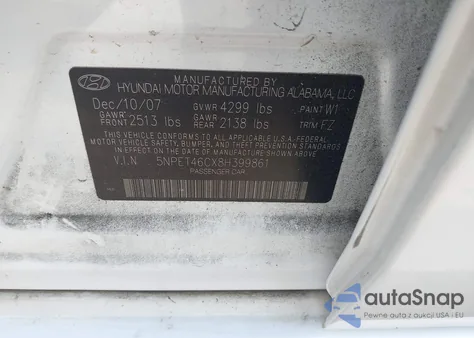 MANUFACTURED BY
HYUNDAI MOTOR MANUFACTURING ALABAMA, LLC
Dec/10/07 GVWR 4299 lbs PAINT W1
GAWR FRONT 2513 lbs GAWR REAR 2138 lbs TRIM FZ
THIS VEHICLE CONFORMS TO ALL APPLICABLE U.S.A-FEDERAL
MOTOR VEHICLE SAFETY, BUMPER, AND THEFT PREVENTION STANDARDS
IN EFFECT ON THE DATE OF MANUFACTURE SHOWN ABOVE.
V.I.N. 5NPET46CX8H399861
PASSENGER CAR
autoSnap
Pewne auta z aukcji USA i EU